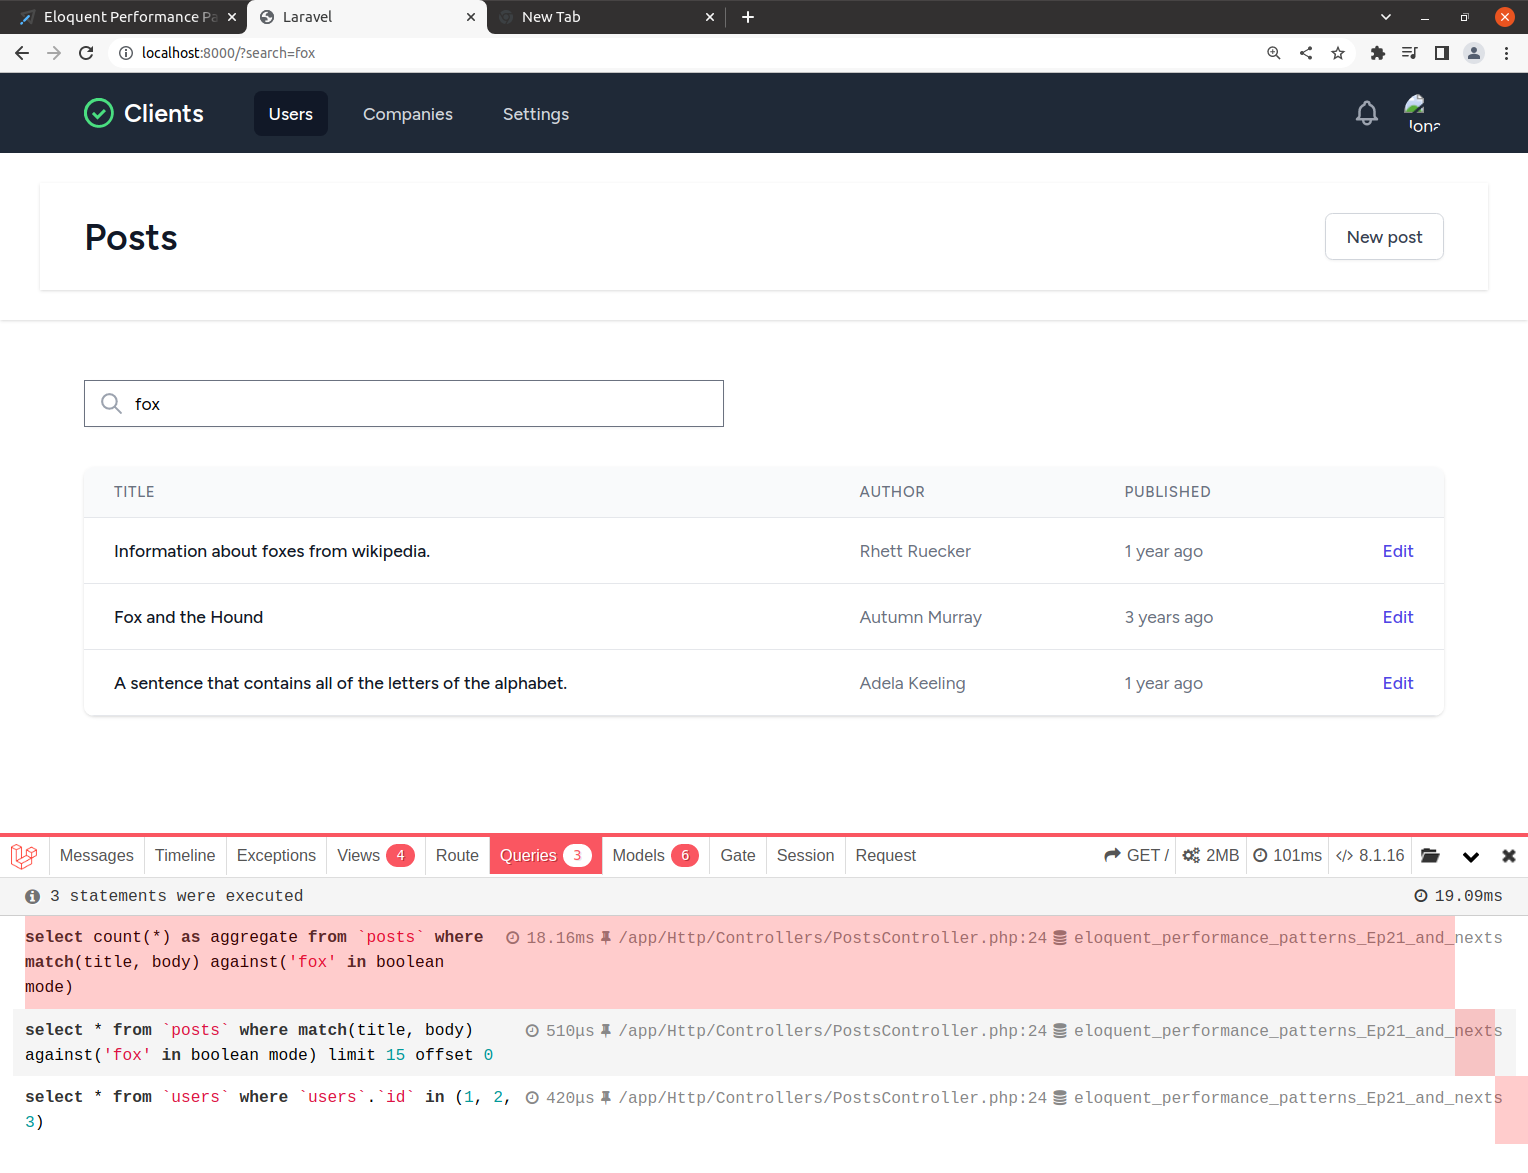 Eloquent Performance Pa
Laravel
New Tab
localhost:8000/?search=fox
Clients
Users
Companies
Settings
Jona
Posts
New post
fox
TITLE AUTHOR PUBLISHED
Information about foxes from wikipedia. Rhett Ruecker 1 year ago Edit
Fox and the Hound Autumn Murray 3 years ago Edit
A sentence that contains all of the letters of the alphabet. Adela Keeling 1 year ago Edit
Messages Timeline Exceptions Views 4 Route Queries 3 Models 6 Gate Session Request GET / 2MB 101ms 8.1.16
3 statements were executed 19.09ms
select count(*) as aggregate from `posts` where 18.16ms /app/Http/Controllers/PostsController.php:24 eloquent_performance_patterns_Ep21_and_nexts
match(title, body) against('fox' in boolean
mode)
select * from `posts` where match(title, body) 510μs /app/Http/Controllers/PostsController.php:24 eloquent_performance_patterns_Ep21_and_nexts
against('fox' in boolean mode) limit 15 offset 0
select * from `users` where `users`.`id` in (1, 2, 420μs /app/Http/Controllers/PostsController.php:24 eloquent_performance_patterns_Ep21_and_nexts
3)